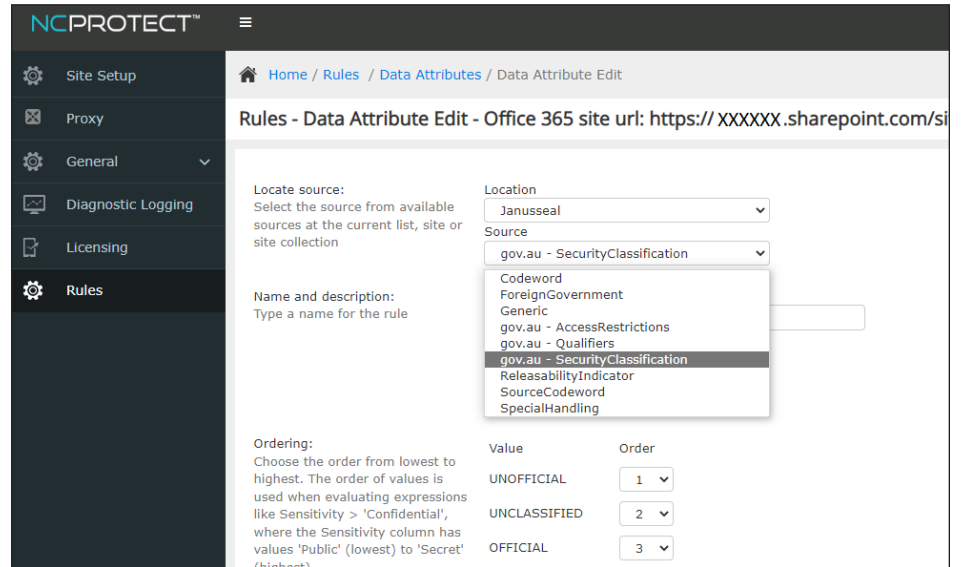 NCPROTECT™
Site Setup
Proxy
General
Diagnostic Logging
Licensing
Rules
Home / Rules / Data Attributes / Data Attribute Edit
Rules - Data Attribute Edit - Office 365 site url: https:// XXXXXX .sharepoint.com/si
Locate source:
Select the source from available
sources at the current list, site or
site collection
Location
Janusseal
Source
gov.au - SecurityClassification
Codeword
ForeignGovernment
Generic
gov.au - AccessRestrictions
gov.au - Qualifiers
gov.au - SecurityClassification
ReleasabilityIndicator
SourceCodeword
SpecialHandling
Name and description:
Type a name for the rule
Ordering:
Choose the order from lowest to
highest. The order of values is
used when evaluating expressions
like Sensitivity > 'Confidential',
where the Sensitivity column has
values 'Public' (lowest) to 'Secret'
(highest)
Value Order
UNOFFICIAL 1
UNCLASSIFIED 2
OFFICIAL 3